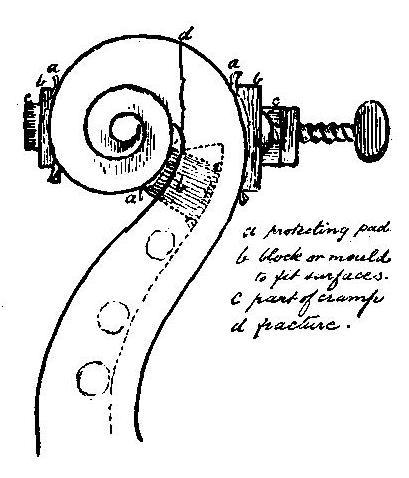 d
a
a
b
b
c
c
a
b
a protecting pad
b block or mould
to fit surfaces.
c part of cramp
d fracture.